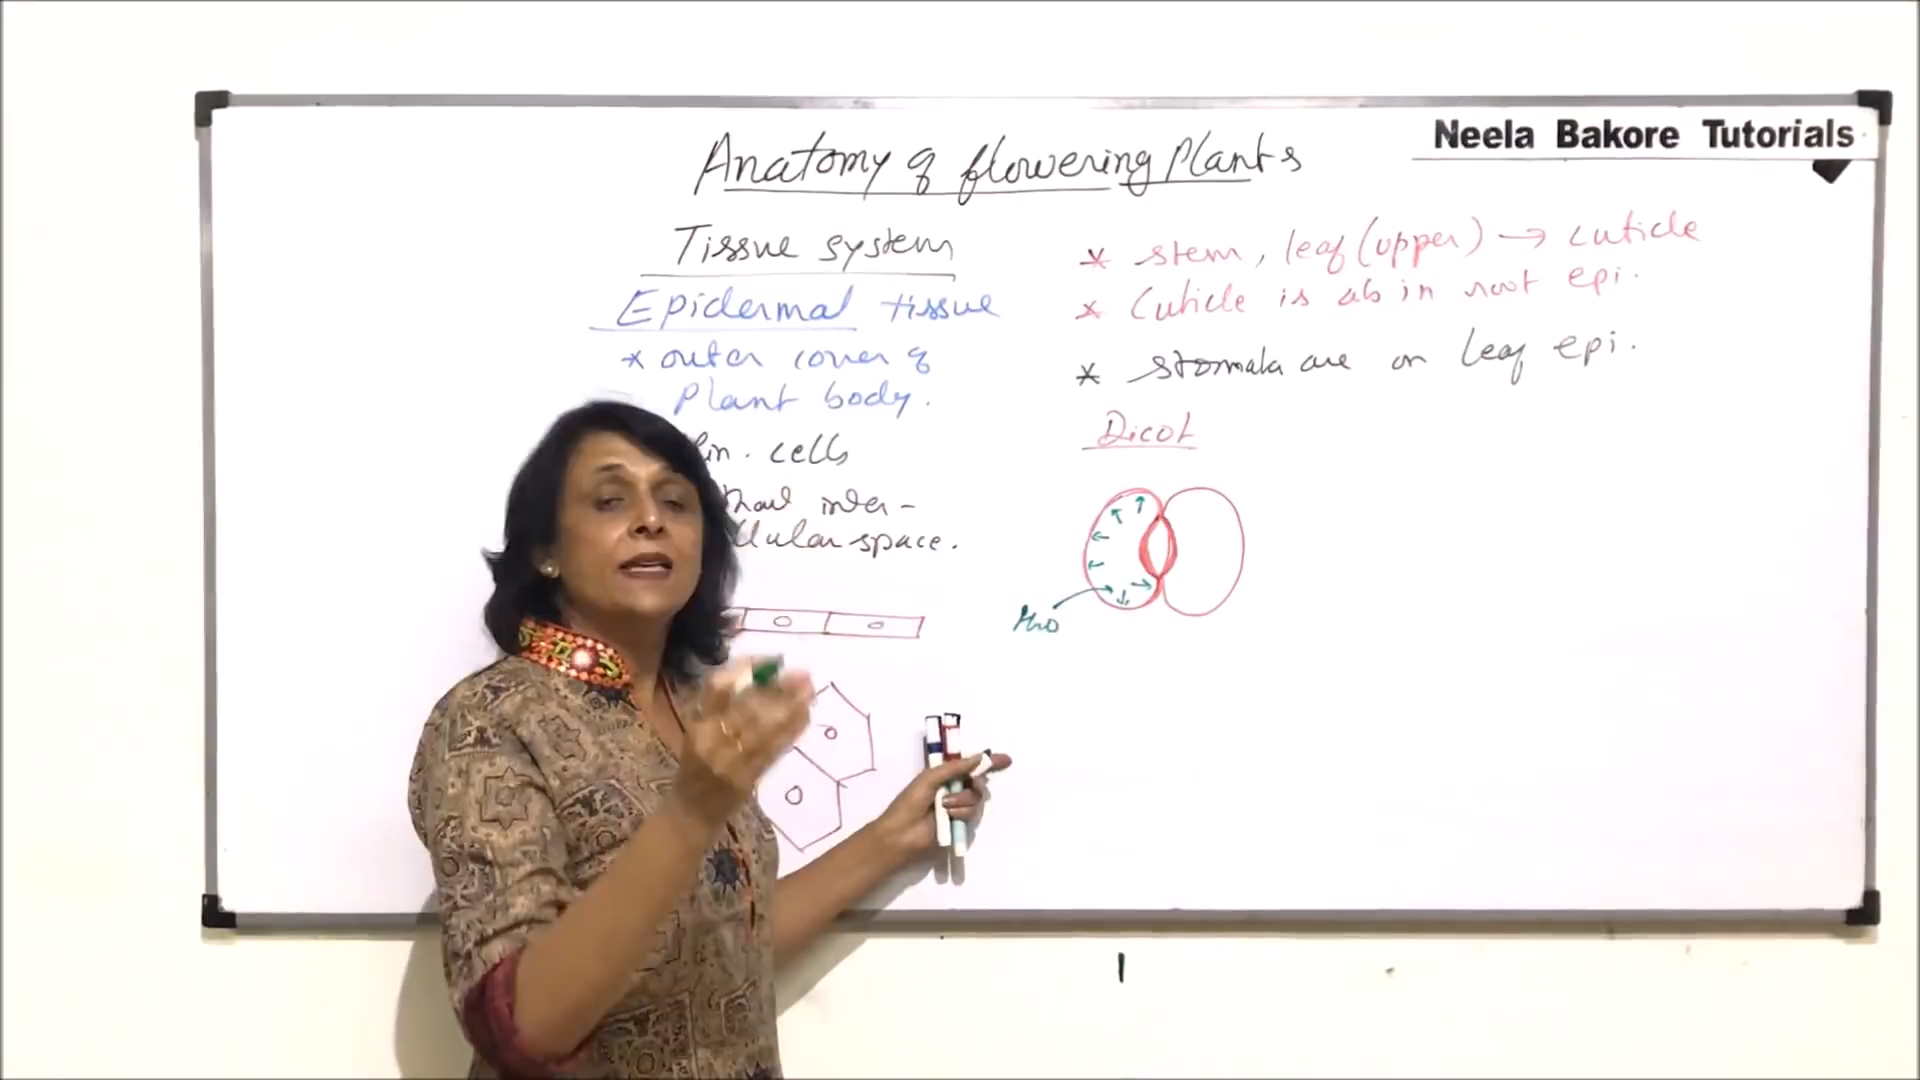 Neela Bakore Tutorials
Anatomy of flowering Plants
Tissue system
Epidermal tissue
* outer cover of
Plant body.
cells
inter-
space.
* stem, leaf (upper) → cuticle
* Cuticle is ab in root epi.
* stomata are on leaf epi.
Dicot
H2O